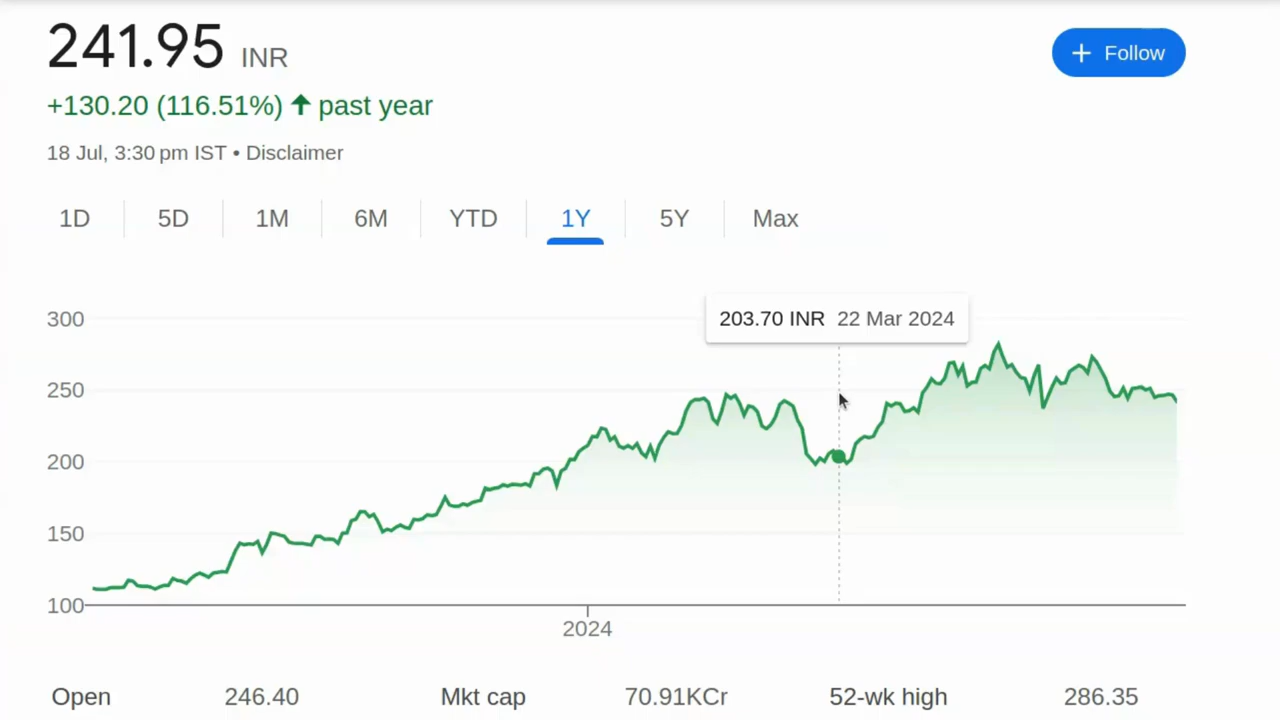 241.95 INR
+ Follow
+130.20 (116.51%) ↑ past year
18 Jul, 3:30 pm IST • Disclaimer
1D 5D 1M 6M YTD 1Y 5Y Max
203.70 INR 22 Mar 2024
300
250
200
150
100
2024
Open 246.40 Mkt cap 70.91KCr 52-wk high 286.35